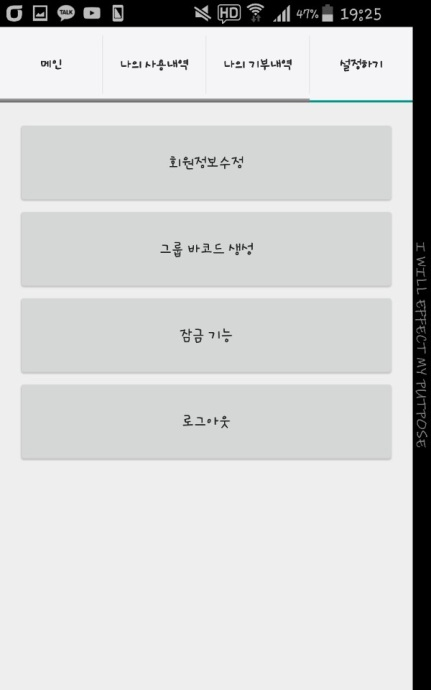 TALK
HD
47%
19:25
메인
나의 사용내역
나의 기부내역
설정하기
회원정보수정
그룹 바코드 생성
잠금 기능
로그아웃
I WILL EFFECT MY PUTPOSE